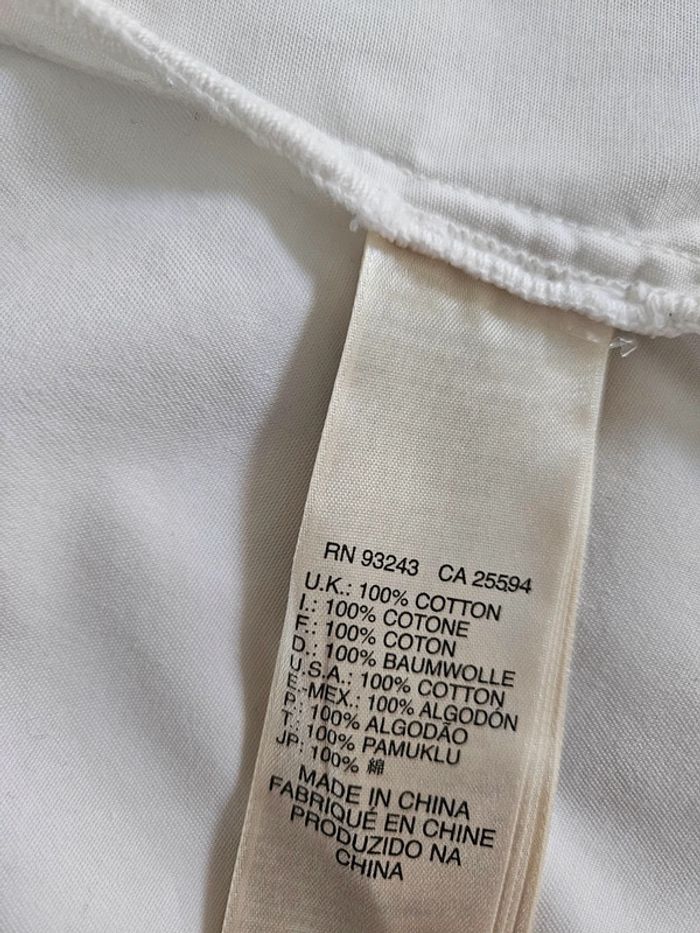 RN 93243 CA 25594
U.K.: 100% COTTON
I.: 100% COTONE
F.: 100% COTON
D.: 100% BAUMWOLLE
U.S.A.: 100% COTTON
E.-MEX.: 100% ALGODÓN
P.: 100% ALGODÃO
T.: 100% PAMUKLU
JP: 100% 綿
MADE IN CHINA
FABRIQUÉ EN CHINE
PRODUZIDO NA
CHINA